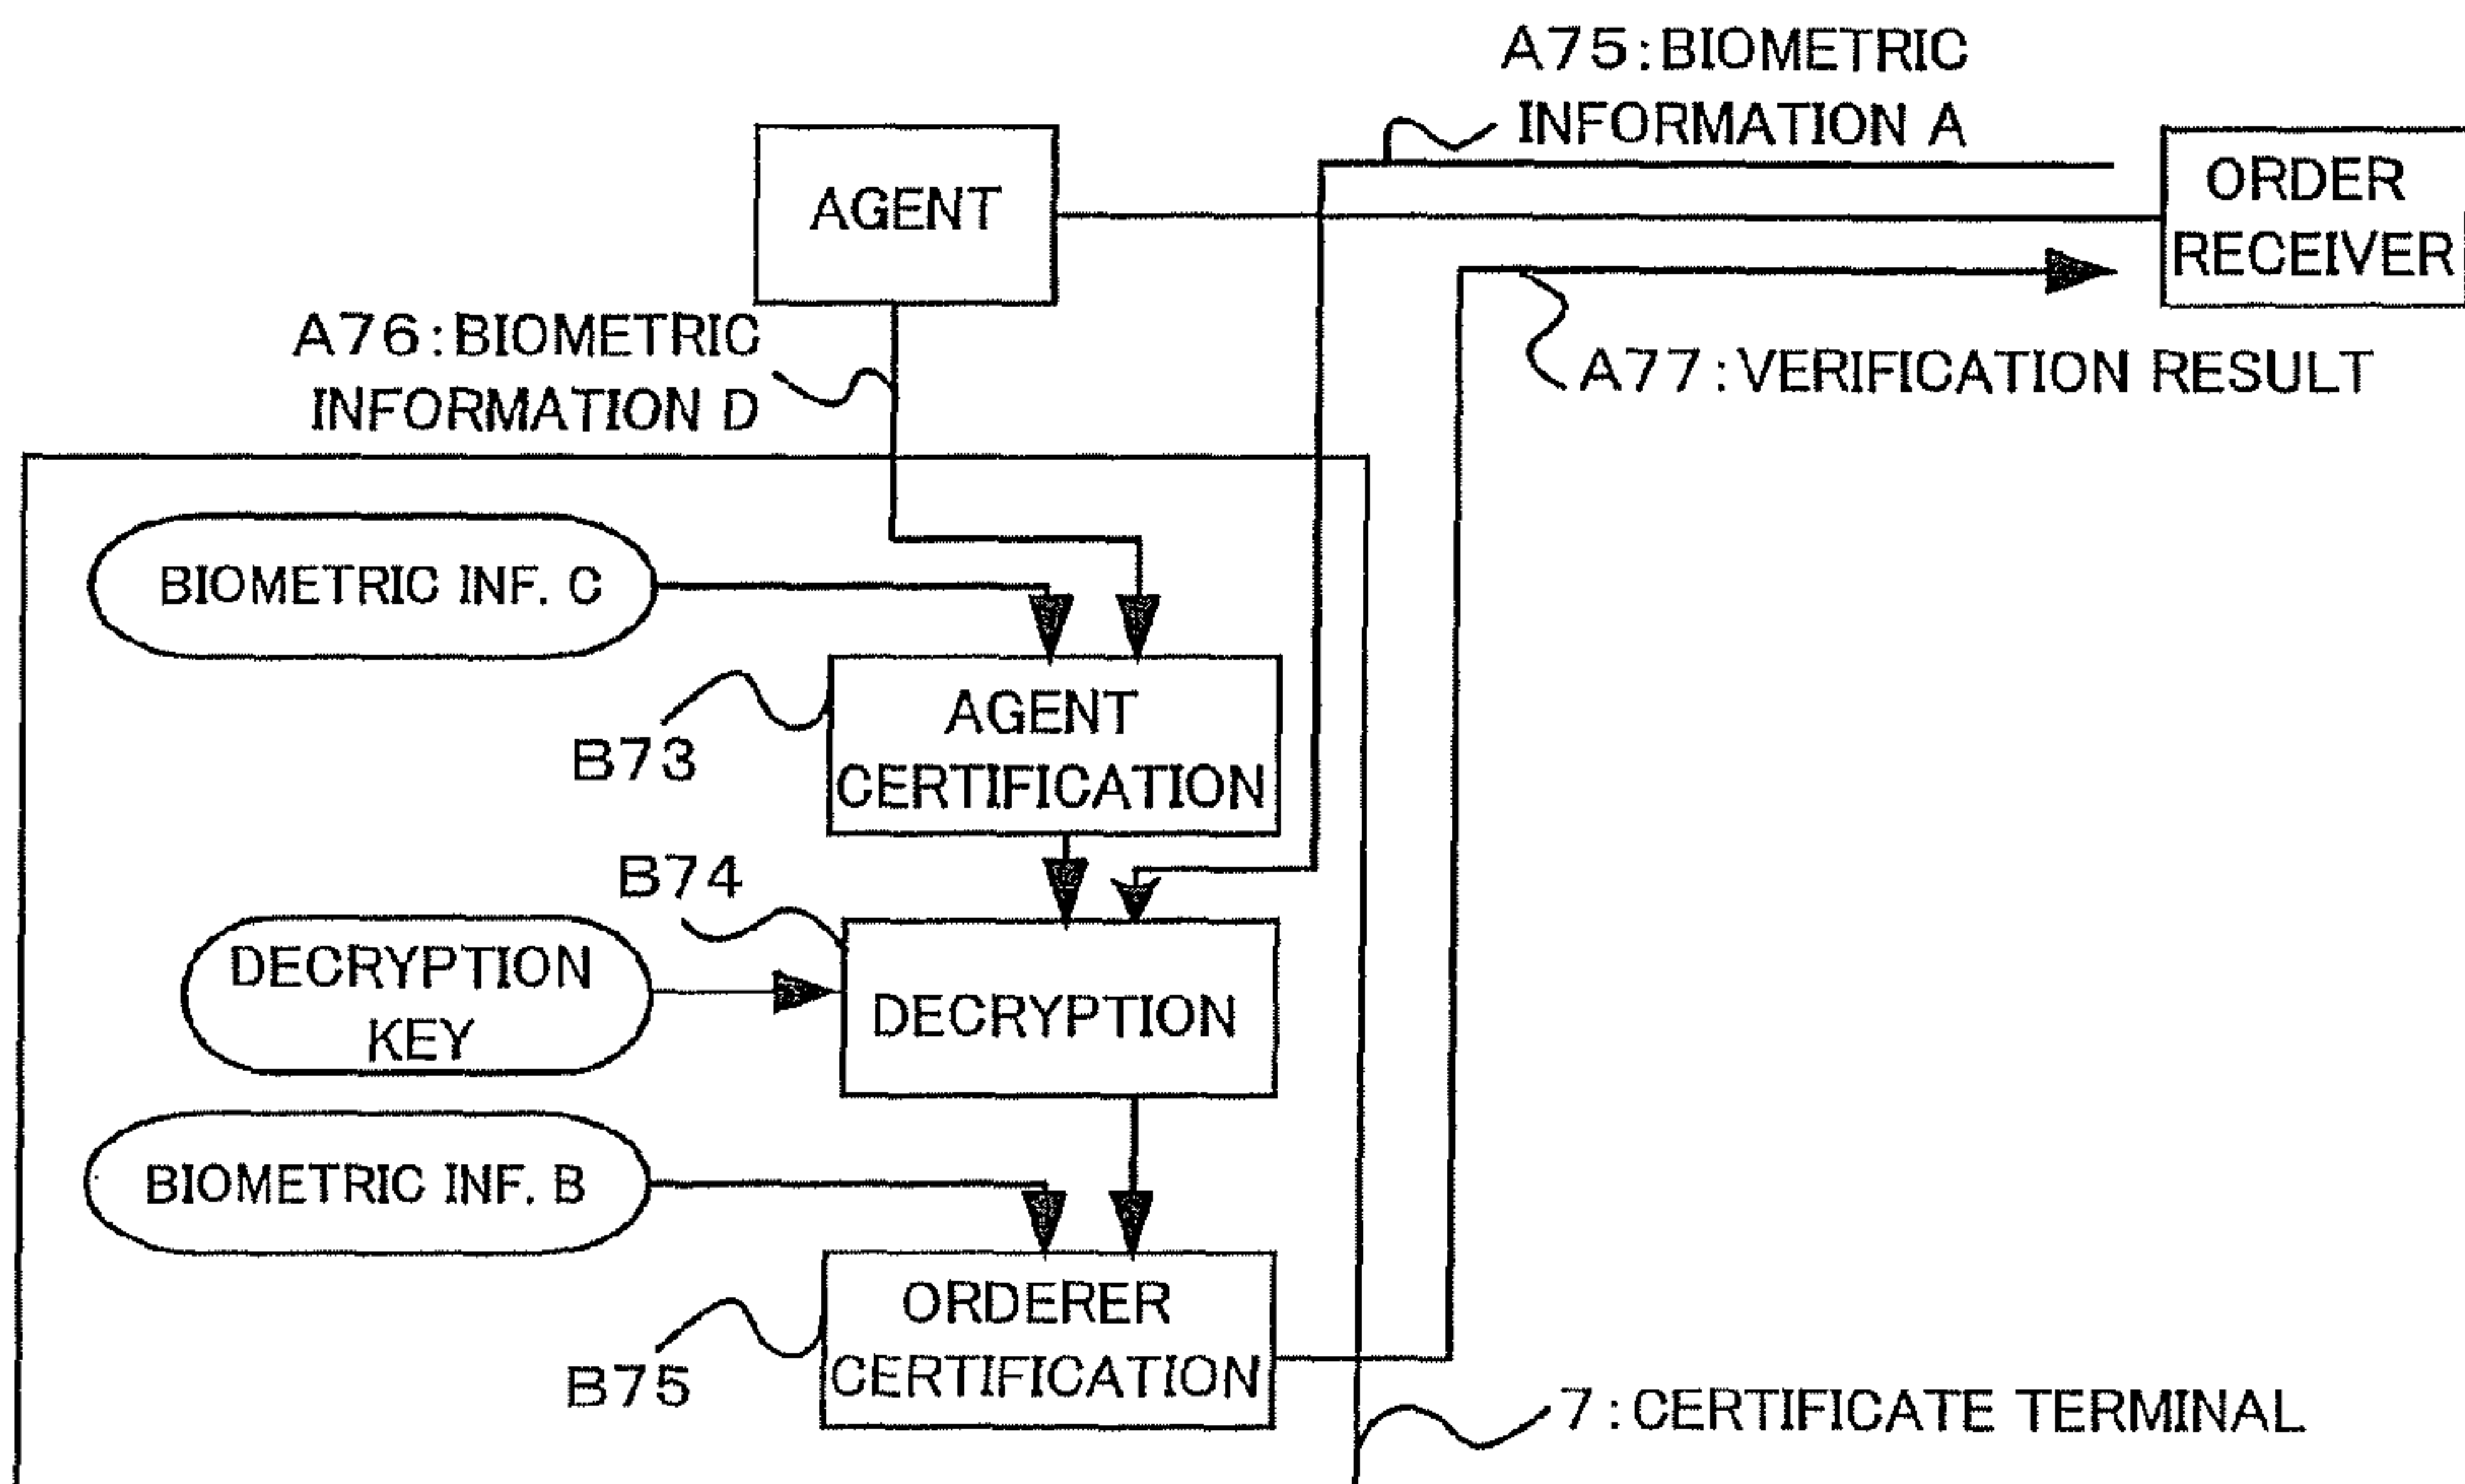 A75:BIOMETRIC
INFORMATION A
AGENT
ORDER
RECEIVER
A76:BIOMETRIC
INFORMATION D
A77:VERIFICATION RESULT
BIOMETRIC INF. C
AGENT
CERTIFICATION
B73
B74
DECRYPTION
KEY
DECRYPTION
BIOMETRIC INF. B
ORDERER
CERTIFICATION
B75
7:CERTIFICATE TERMINAL